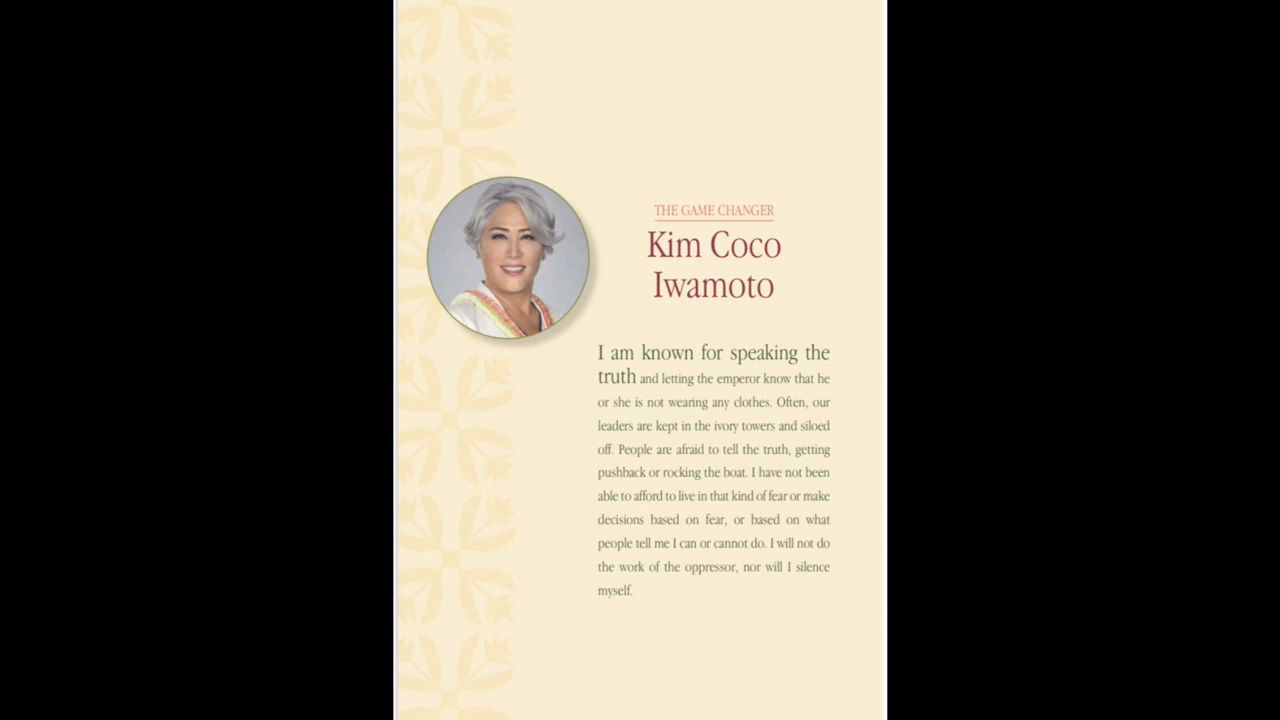 THE GAME CHANGER
Kim Coco
Iwamoto
I am known for speaking the
truth and letting the emperor know that he
or she is not wearing any clothes. Often, our
leaders are kept in the ivory towers and siloed
off. People are afraid to tell the truth, getting
pushback or rocking the boat. I have not been
able to afford to live in that kind of fear or make
decisions based on fear, or based on what
people tell me I can or cannot do. I will not do
the work of the oppressor, nor will I silence
myself.